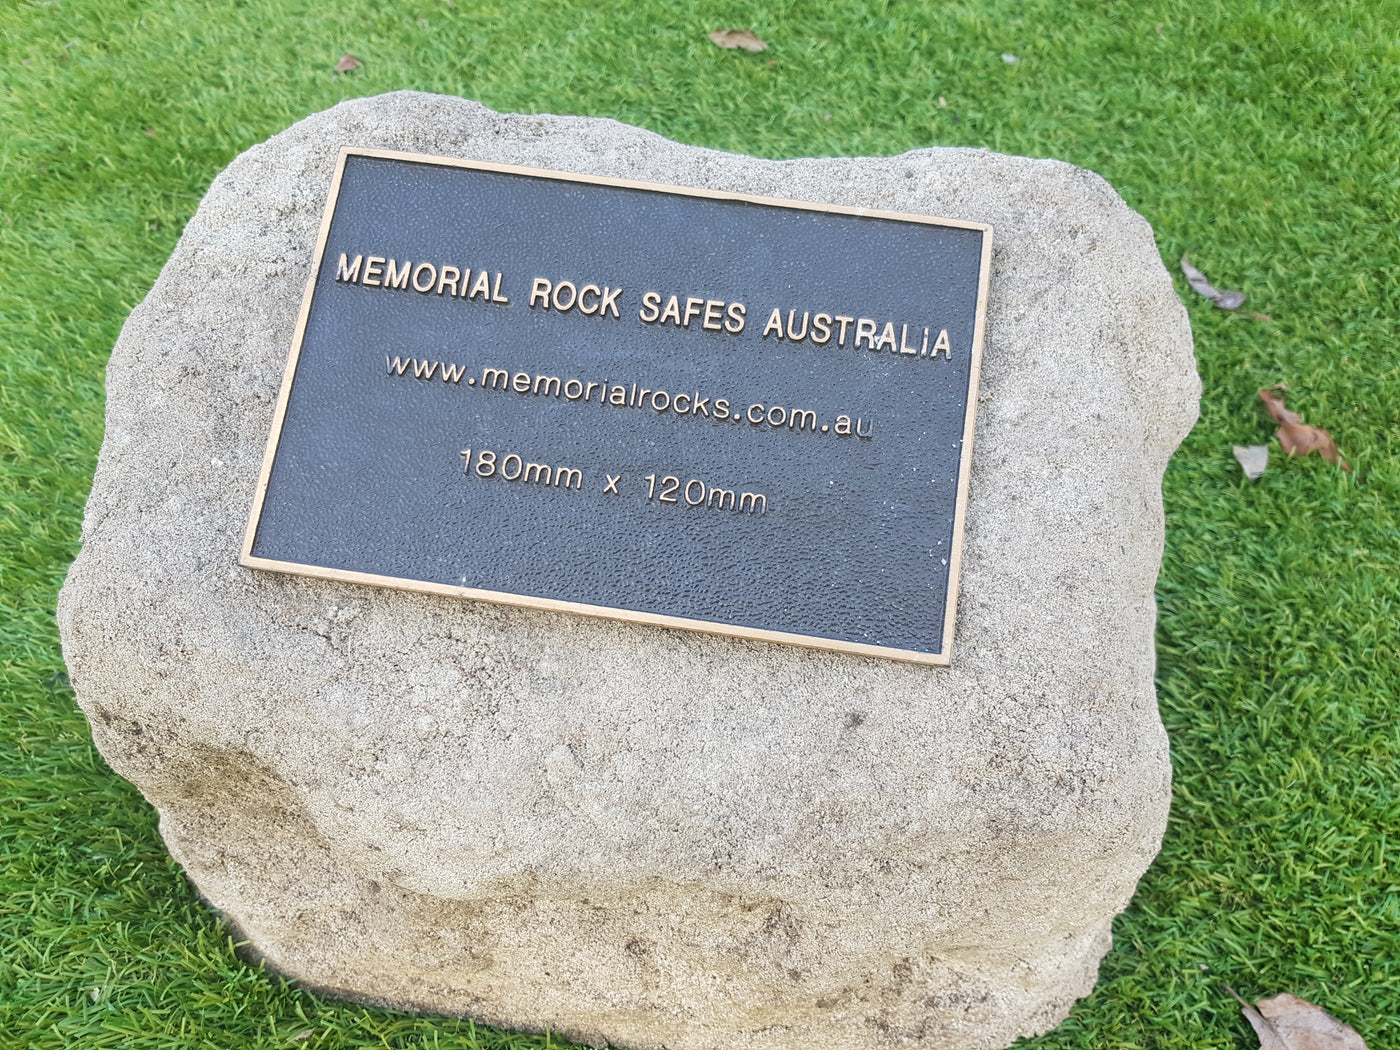 MEMORIAL ROCK SAFES AUSTRALIA
www.memorialrocks.com.au
180mm x 120mm